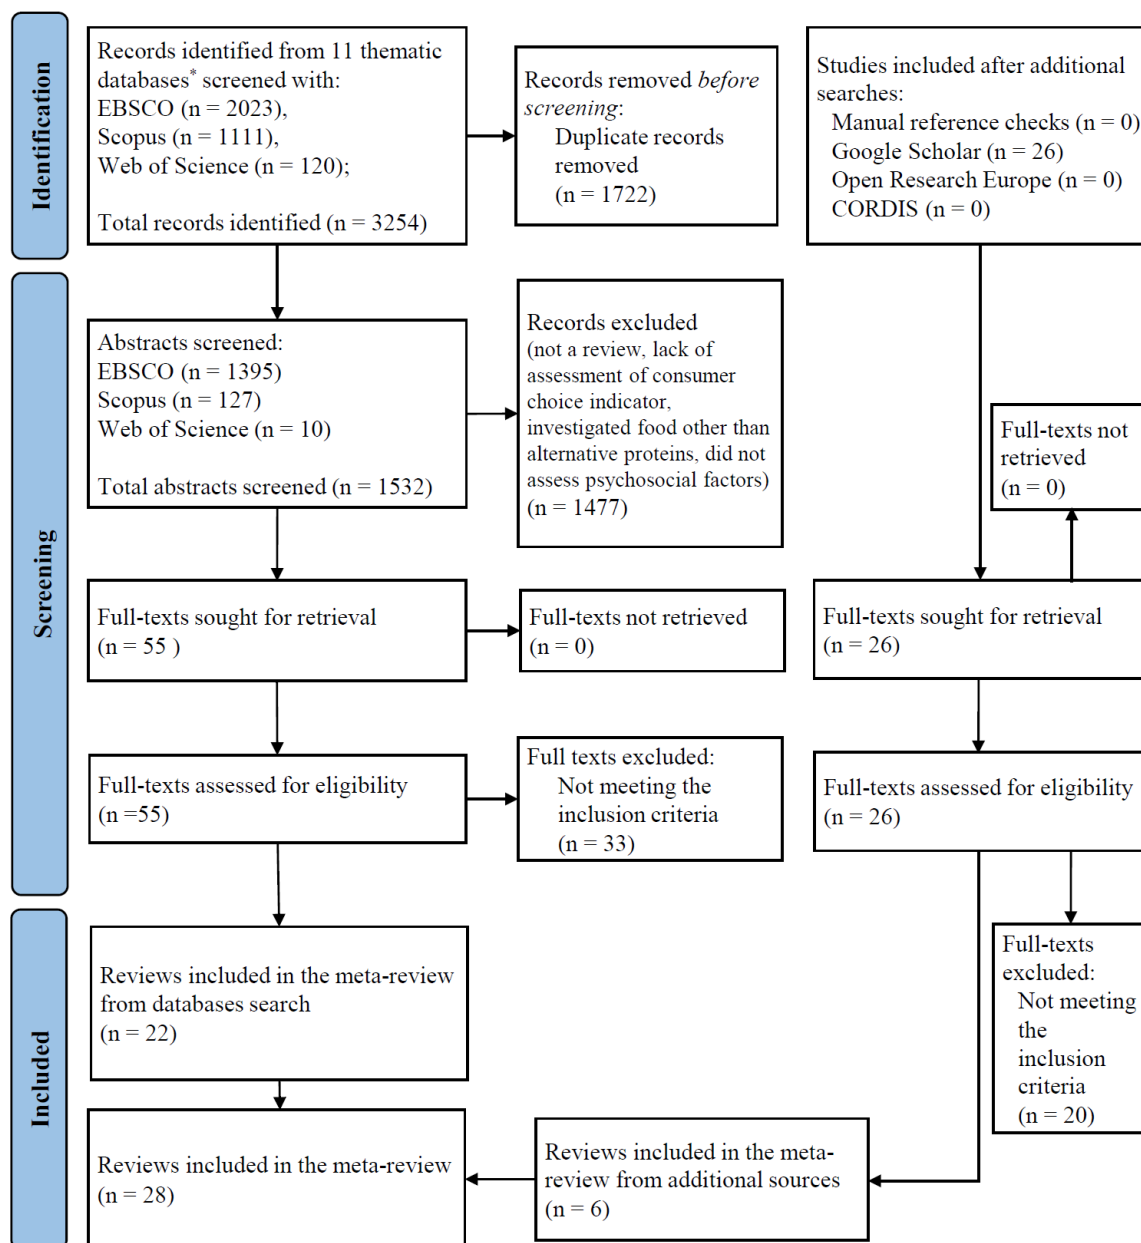 Identification
Records identified from 11 thematic
databases* screened with:
EBSCO (n = 2023),
Scopus (n = 1111),
Web of Science (n = 120);
Total records identified (n = 3254)
Records removed before
screening:
Duplicate records
removed
(n = 1722)
Studies included after additional
searches:
Manual reference checks (n = 0)
Google Scholar (n = 26)
Open Research Europe (n = 0)
CORDIS (n = 0)
Screening
Abstracts screened:
EBSCO (n = 1395)
Scopus (n = 127)
Web of Science (n = 10)
Total abstracts screened (n = 1532)
Records excluded
(not a review, lack of
assessment of consumer
choice indicator,
investigated food other than
alternative proteins, did not
assess psychosocial factors)
(n = 1477)
Full-texts not
retrieved
(n = 0)
Full-texts sought for retrieval
(n = 55 )
Full-texts not retrieved
(n = 0)
Full-texts sought for retrieval
(n = 26)
Full-texts assessed for eligibility
(n =55)
Full texts excluded:
Not meeting the
inclusion criteria
(n = 33)
Full-texts assessed for eligibility
(n = 26)
Included
Reviews included in the meta-review
from databases search
(n = 22)
Full-texts
excluded:
Not meeting
the
inclusion
criteria
(n = 20)
Reviews included in the meta-review
(n = 28)
Reviews included in the meta-
review from additional sources
(n = 6)